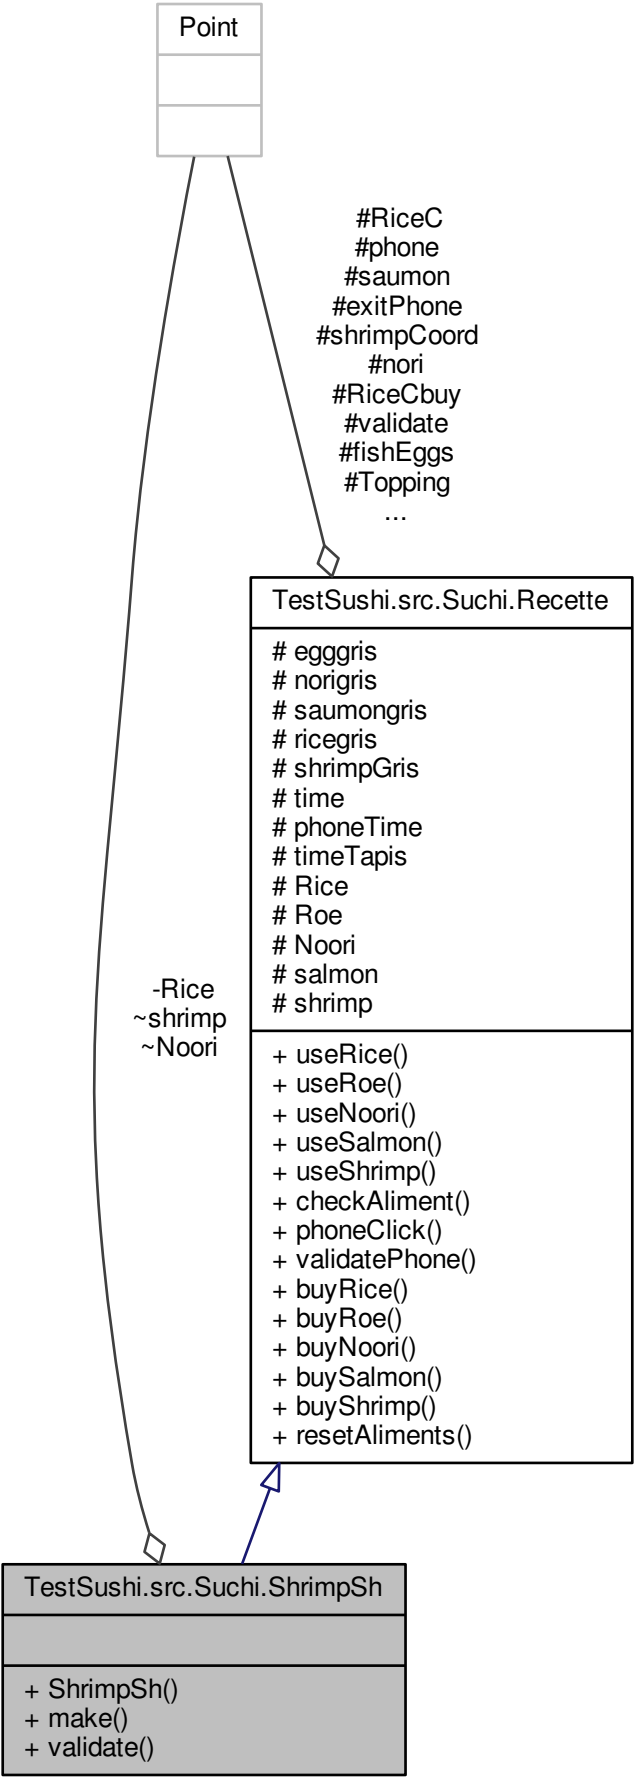 Point
#RiceC
#phone
#saumon
#exitPhone
#shrimpCoord
#nori
#RiceCbuy
#validate
#fishEggs
#Topping
...
TestSushi.src.Suchi.Recette
# egggris
# norigris
# saumongris
# ricegris
# shrimpGris
# time
# phoneTime
# timeTapis
# Rice
# Roe
# Noori
# salmon
# shrimp
-Rice
~shrimp
~Noori
+ useRice()
+ useRoe()
+ useNoori()
+ useSalmon()
+ useShrimp()
+ checkAliment()
+ phoneClick()
+ validatePhone()
+ buyRice()
+ buyRoe()
+ buyNoori()
+ buySalmon()
+ buyShrimp()
+ resetAliments()
TestSushi.src.Suchi.ShrimpSh
+ ShrimpSh()
+ make()
+ validate()